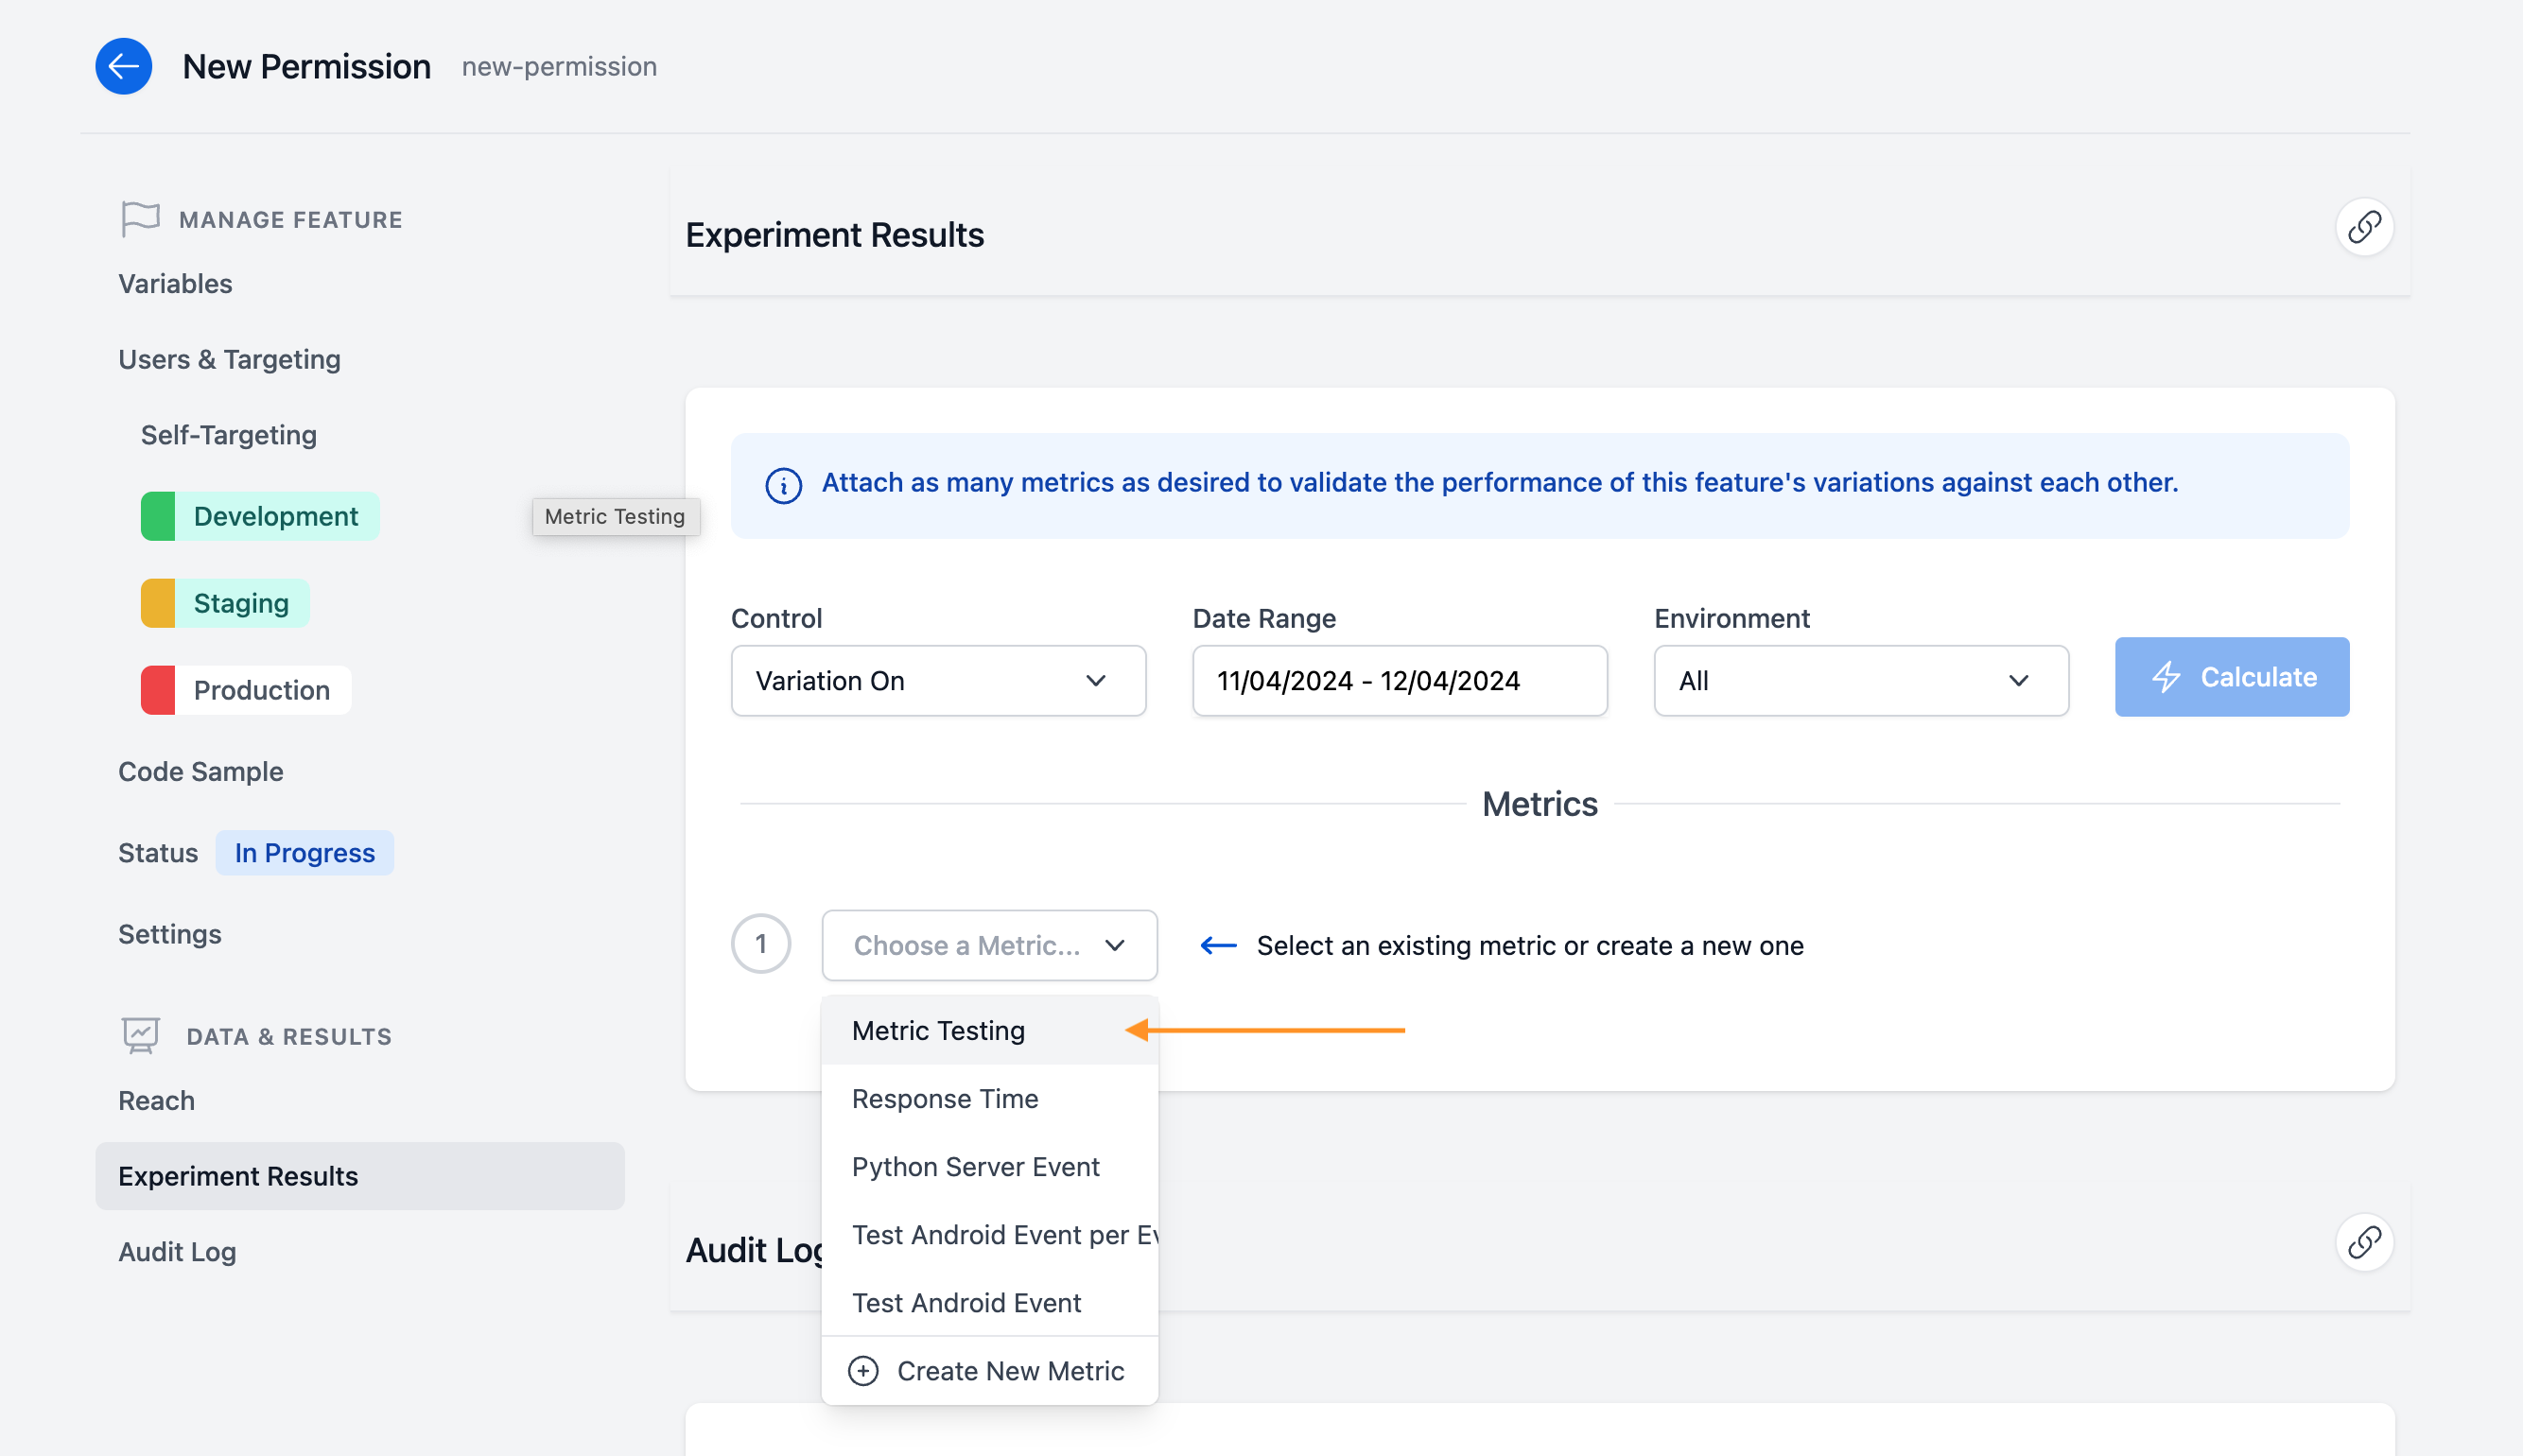 New Permission new-permission
MANAGE FEATURE
Variables
Users & Targeting
Self-Targeting
Development
Staging
Production
Code Sample
Status In Progress
Settings
DATA & RESULTS
Reach
Experiment Results
Audit Log
Metric Testing
Experiment Results
Attach as many metrics as desired to validate the performance of this feature's variations against each other.
Control Date Range Environment
Variation On 11/04/2024 - 12/04/2024 All Calculate
Metrics
1 Choose a Metric... Select an existing metric or create a new one
Metric Testing
Response Time
Python Server Event
Test Android Event per
Test Android Event
Create New Metric
Audit Log